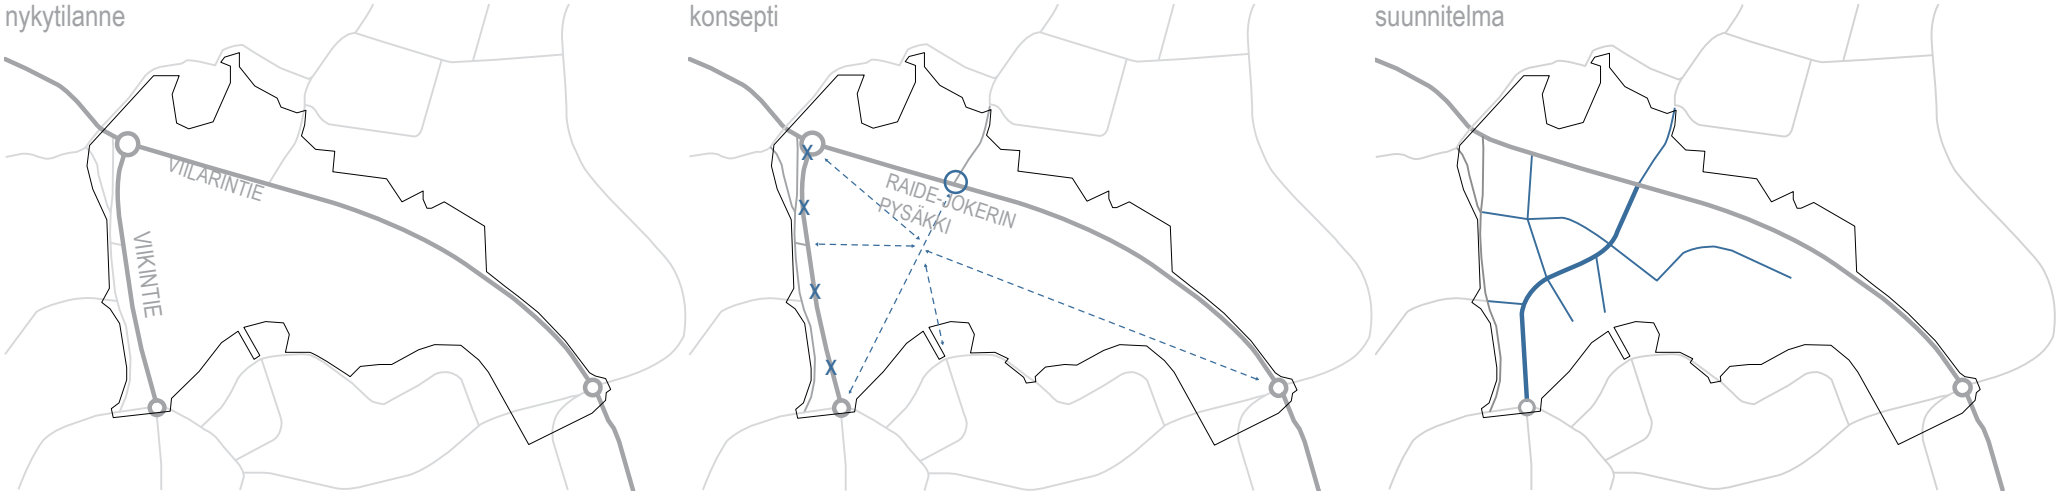 nykytilanne
VIILARINTIE
VIIKINTIE
konsepti
X
RAIDE-JOKERIN
PYSÄKKI
X
X
X
suunnitelma